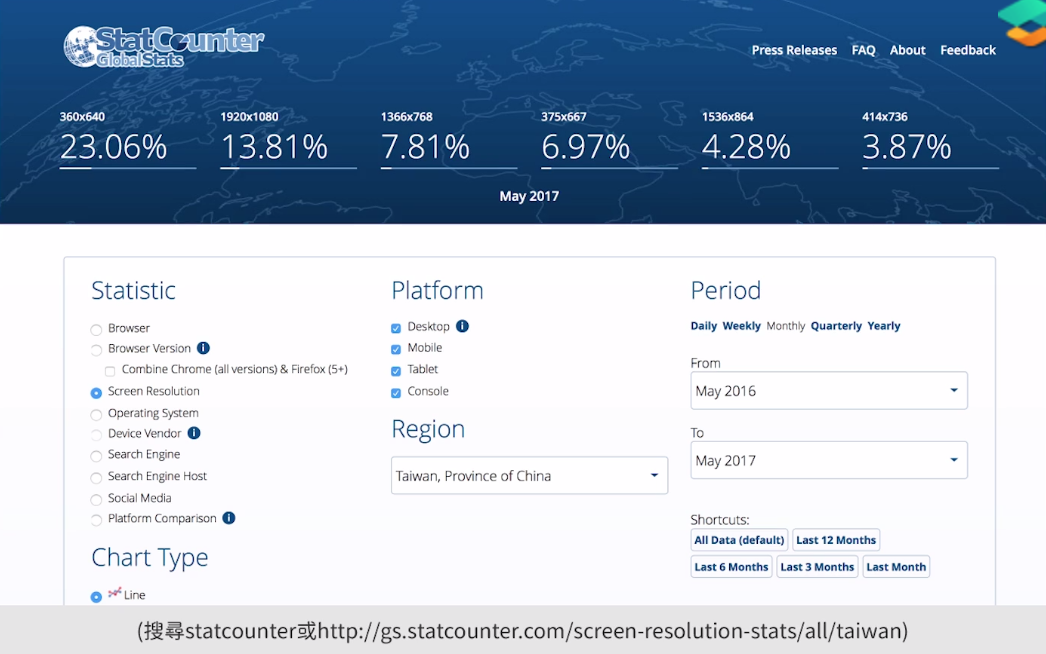 StatCounter
GlobalStats
Press Releases FAQ About Feedback
360x640 1920x1080 1366x768 375x667 1536x864 414x736
23.06% 13.81% 7.81% 6.97% 4.28% 3.87%
May 2017
Statistic
Browser
Browser Version i
Combine Chrome (all versions) & Firefox (5+)
Screen Resolution
Operating System
Device Vendor i
Search Engine
Search Engine Host
Social Media
Platform Comparison i
Chart Type
Line
Platform
Desktop i
Mobile
Tablet
Console
Region
Taiwan, Province of China
Period
Daily Weekly Monthly Quarterly Yearly
From
May 2016
To
May 2017
Shortcuts:
All Data (default) Last 12 Months
Last 6 Months Last 3 Months Last Month
(搜尋statcounter或http://gs.statcounter.com/screen-resolution-stats/all/taiwan)